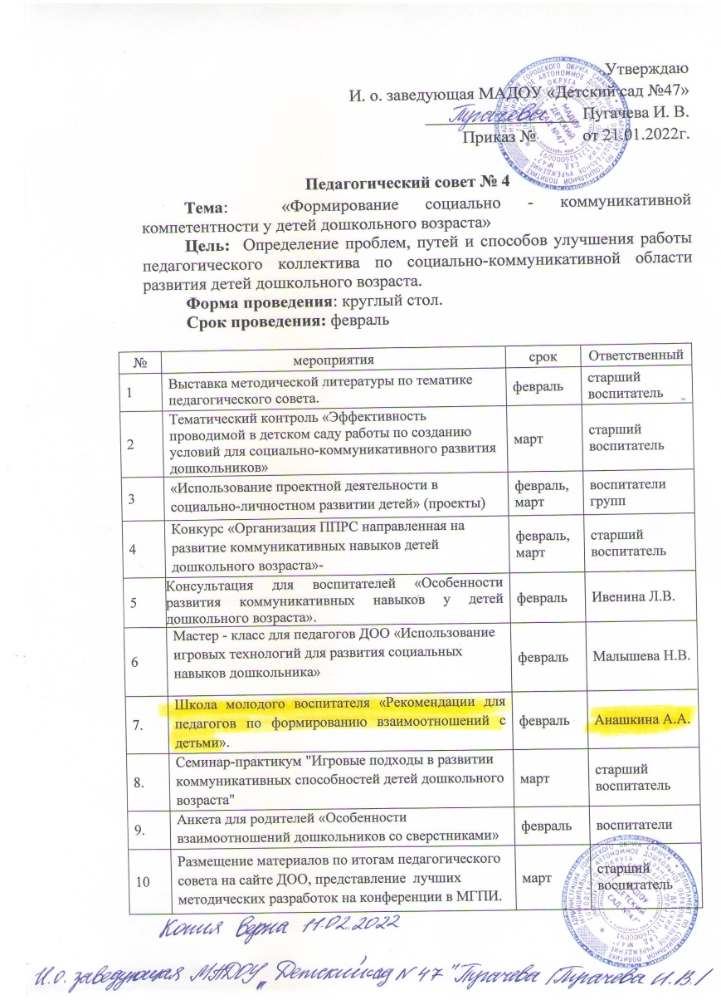 Утверждаю
И. о. заведующая МАДОУ «Детский сад №47»
Пугачева Пугачева И. В.
Приказ № от 21.01.2022г.
Педагогический совет № 4
Тема: «Формирование социально - коммуникативной
компетентности у детей дошкольного возраста»
Цель: Определение проблем, путей и способов улучшения работы
педагогического коллектива по социально-коммуникативной области
развития детей дошкольного возраста.
Форма проведения: круглый стол.
Срок проведения: февраль
№ мероприятия срок Ответственный
1 Выставка методической литературы по тематике
педагогического совета. февраль старший
воспитатель
2 Тематический контроль «Эффективность
проводимой в детском саду работы по созданию
условий для социально-коммуникативного развития
дошкольников» март старший
воспитатель
3 «Использование проектной деятельности в
социально-личностном развитии детей» (проекты) февраль,
март воспитатели
групп
4 Конкурс «Организация ППРС направленная на
развитие коммуникативных навыков детей
дошкольного возраста»- февраль,
март старший
воспитатель
5 Консультация для воспитателей «Особенности
развития коммуникативных навыков у детей
дошкольного возраста». февраль Ивенина Л.В.
6 Мастер - класс для педагогов ДОО «Использование
игровых технологий для развития социальных
навыков дошкольника» февраль Малышева Н.В.
7. Школа молодого воспитателя «Рекомендации для
педагогов по формированию взаимоотношений с
детьми». февраль Анашкина А.А.
8. Семинар-практикум "Игровые подходы в развитии
коммуникативных способностей детей дошкольного
возраста" март старший
воспитатель
9. Анкета для родителей «Особенности
взаимоотношений дошкольников со сверстниками» февраль воспитатели
10 Размещение материалов по итогам педагогического
совета на сайте ДОО, представление лучших
методических разработок на конференции в МГПИ. март старший
воспитатель
МАДОУ
"ДЕТСКИЙ
САД №47"
Копия верна 11.02.2022
И.о. заведующая МАДОУ „Детский сад N 47" Пугачева /Пугачева И.В./